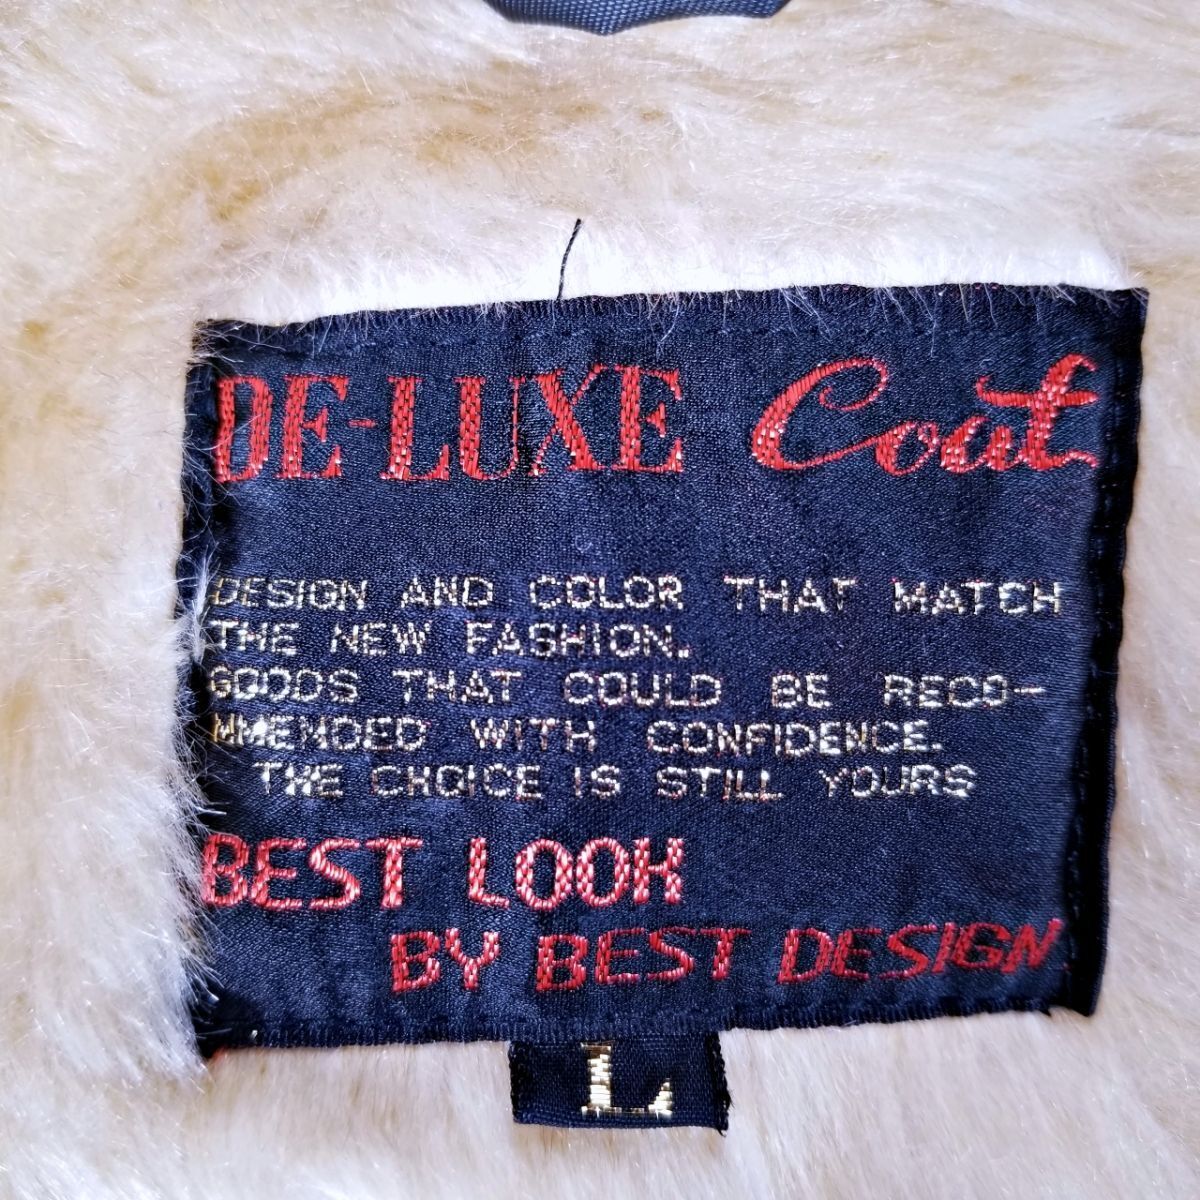 DE-LUXE Coat
DESIGN AND COLOR THAT MATCH
THE NEW FASHION.
GOODS THAT COULD BE RECO-
MMENDED WITH CONFIDENCE.
THE CHOICE IS STILL YOURS
BEST LOOK
BY BEST DESIGN
L